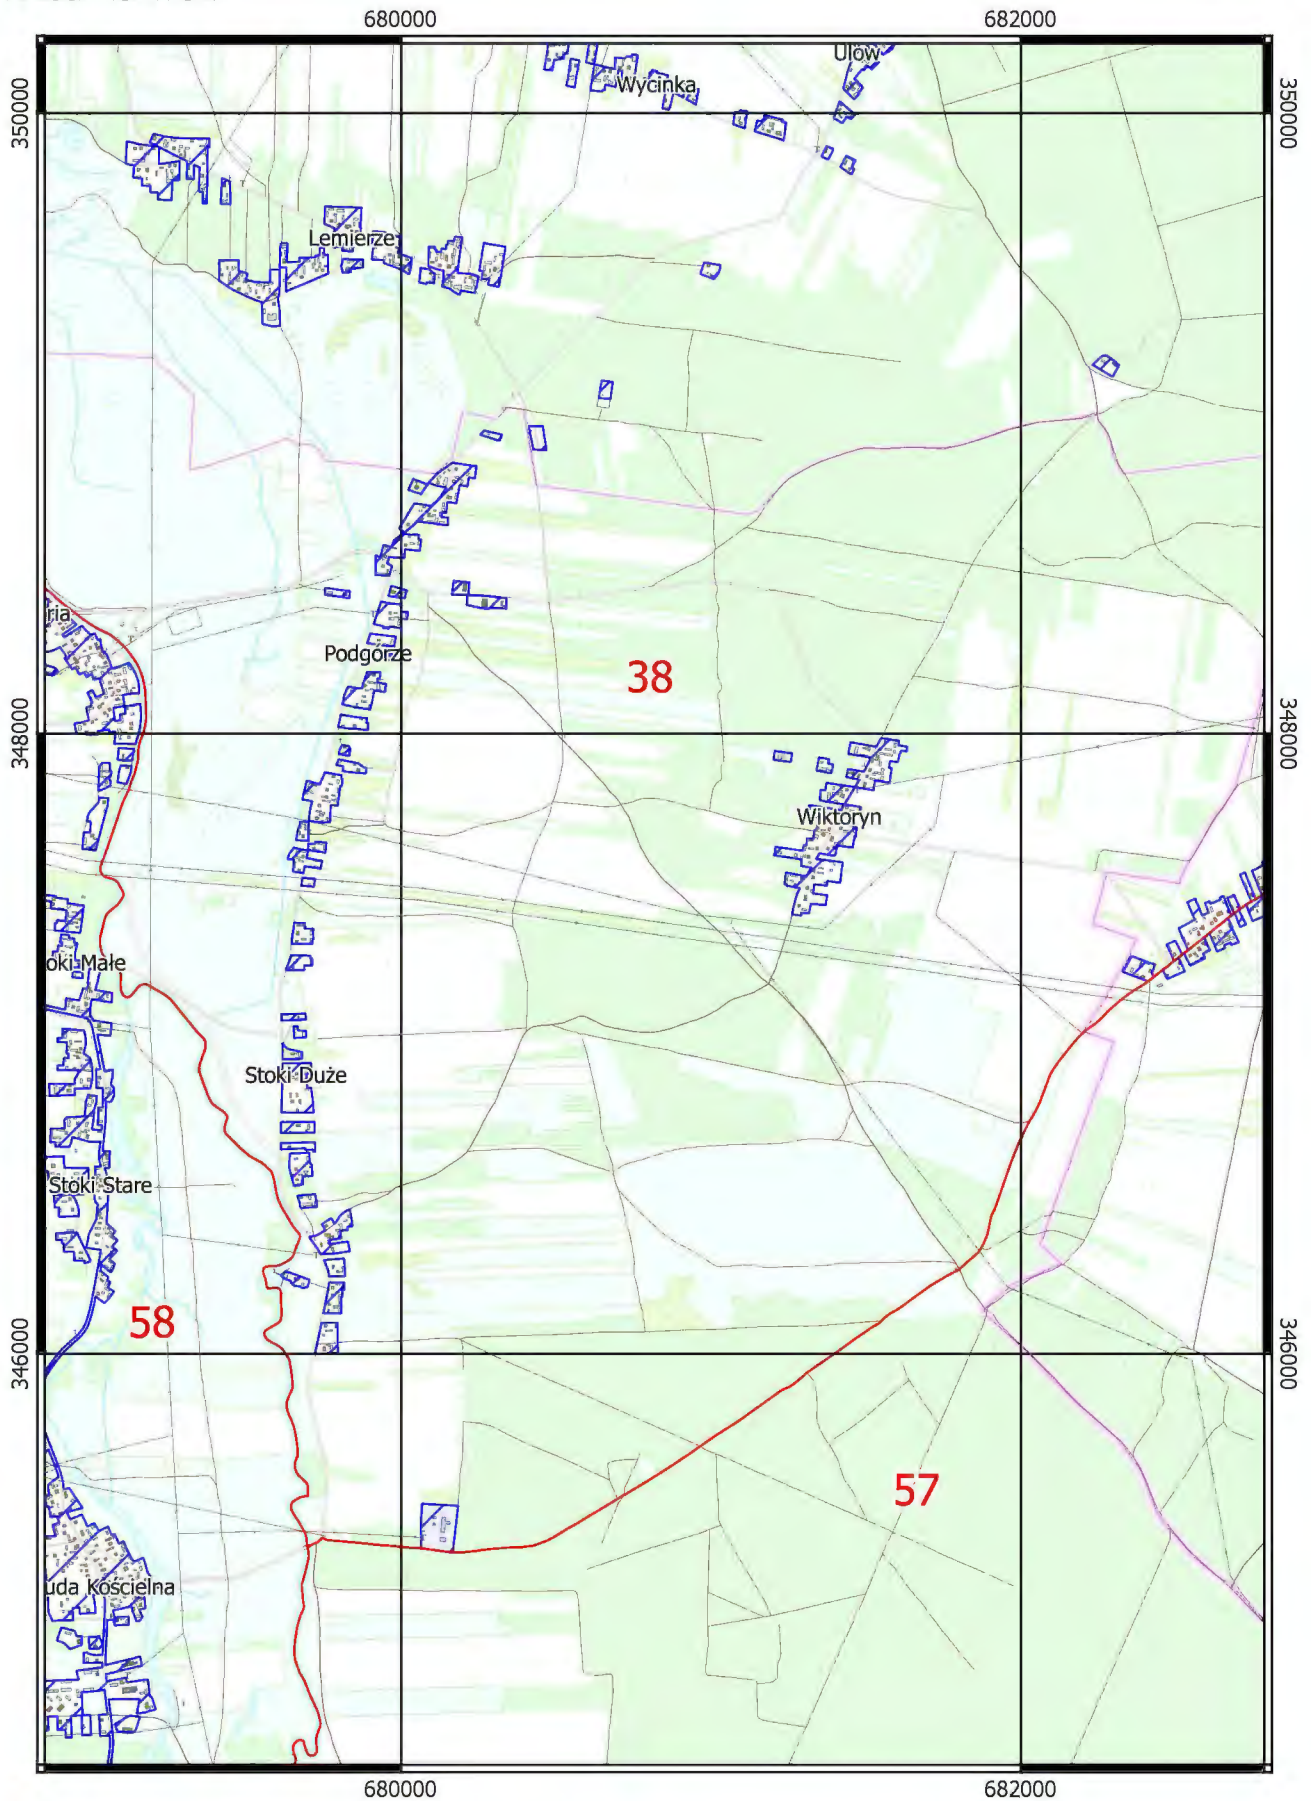 680000
682000
Ulów
Wycinka
350000
350000
Lemierze
ria
Podgórze
38
348000
348000
Wiktoryn
oki Małe
Stoki Duże
Stoki Stare
58
346000
346000
57
uda Kościelna
680000
682000